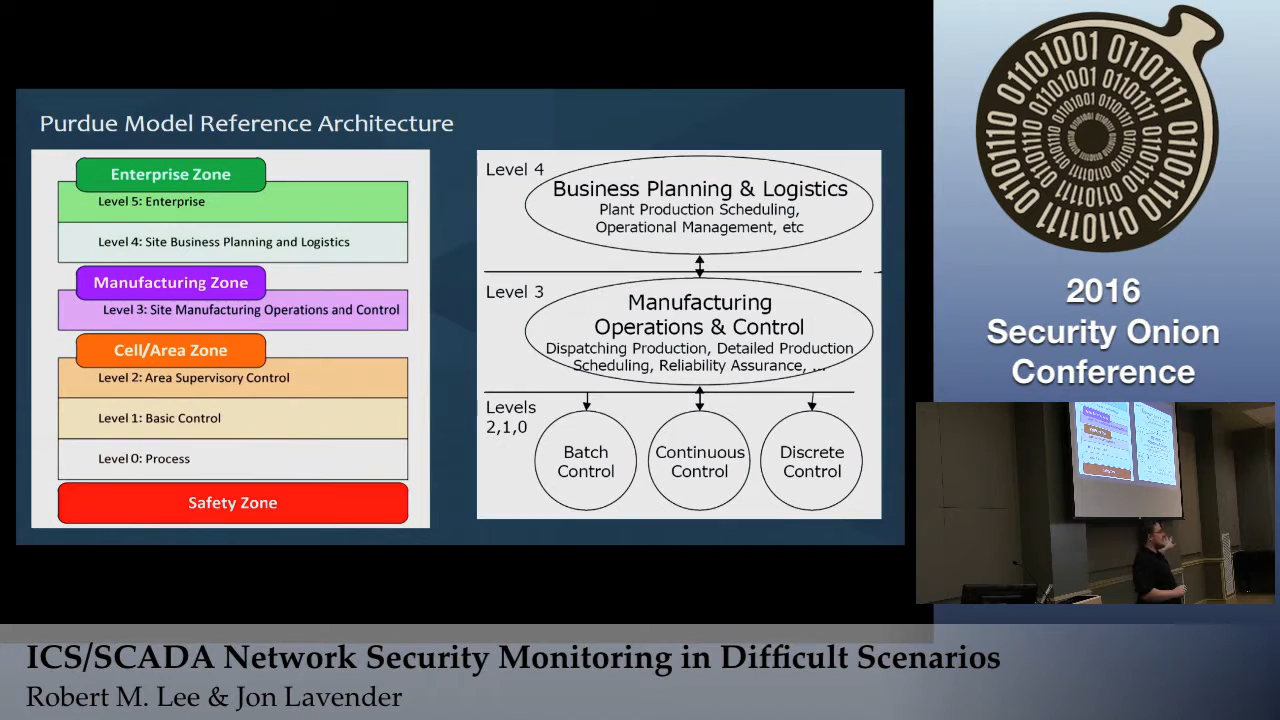 Purdue Model Reference Architecture
Enterprise Zone
Level 5: Enterprise
Level 4: Site Business Planning and Logistics
Manufacturing Zone
Level 3: Site Manufacturing Operations and Control
Cell/Area Zone
Level 2: Area Supervisory Control
Level 1: Basic Control
Level 0: Process
Safety Zone
Level 4
Business Planning & Logistics
Plant Production Scheduling,
Operational Management, etc
Level 3
Manufacturing
Operations & Control
Dispatching Production, Detailed Production
Scheduling, Reliability Assurance, ...
Levels
2,1,0
Batch
Control
Continuous
Control
Discrete
Control
2016
Security Onion
Conference
ICS/SCADA Network Security Monitoring in Difficult Scenarios
Robert M. Lee & Jon Lavender